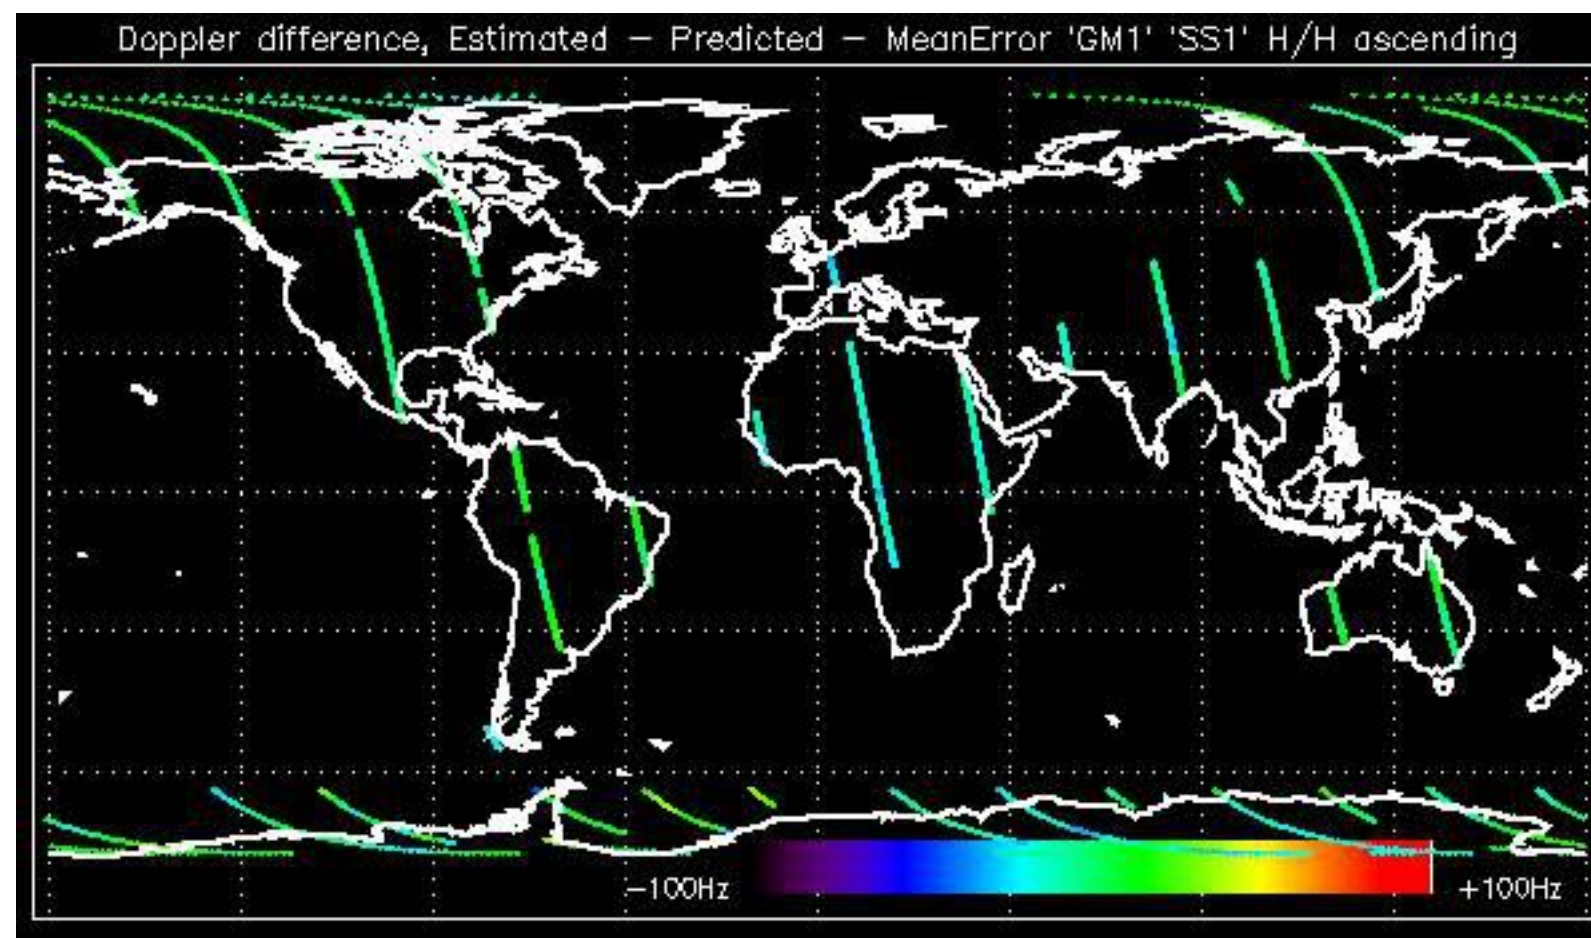 Doppler difference, Estimated – Predicted – MeanError 'GM1' 'SS1' H/H ascending
–100Hz
+100Hz